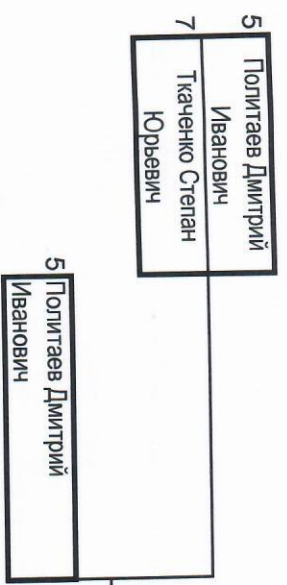 5 Политаев Дмитрий
Иванович
7 Ткаченко Степан
Юрьевич
5 Политаев Дмитрий
Иванович